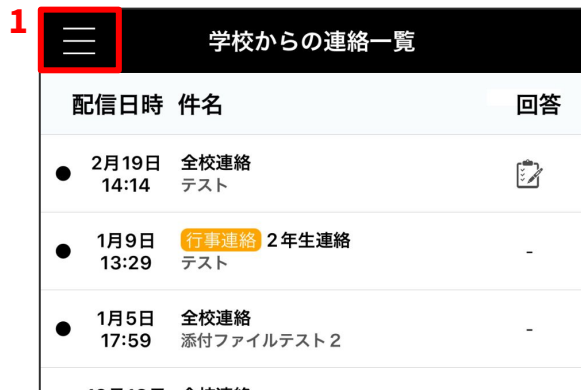 1
学校からの連絡一覧
配信日時 件名 回答
2月19日 全校連絡
14:14 テスト
1月9日 行事連絡 2年生連絡
13:29 テスト -
1月5日 全校連絡
17:59 添付ファイルテスト2 -